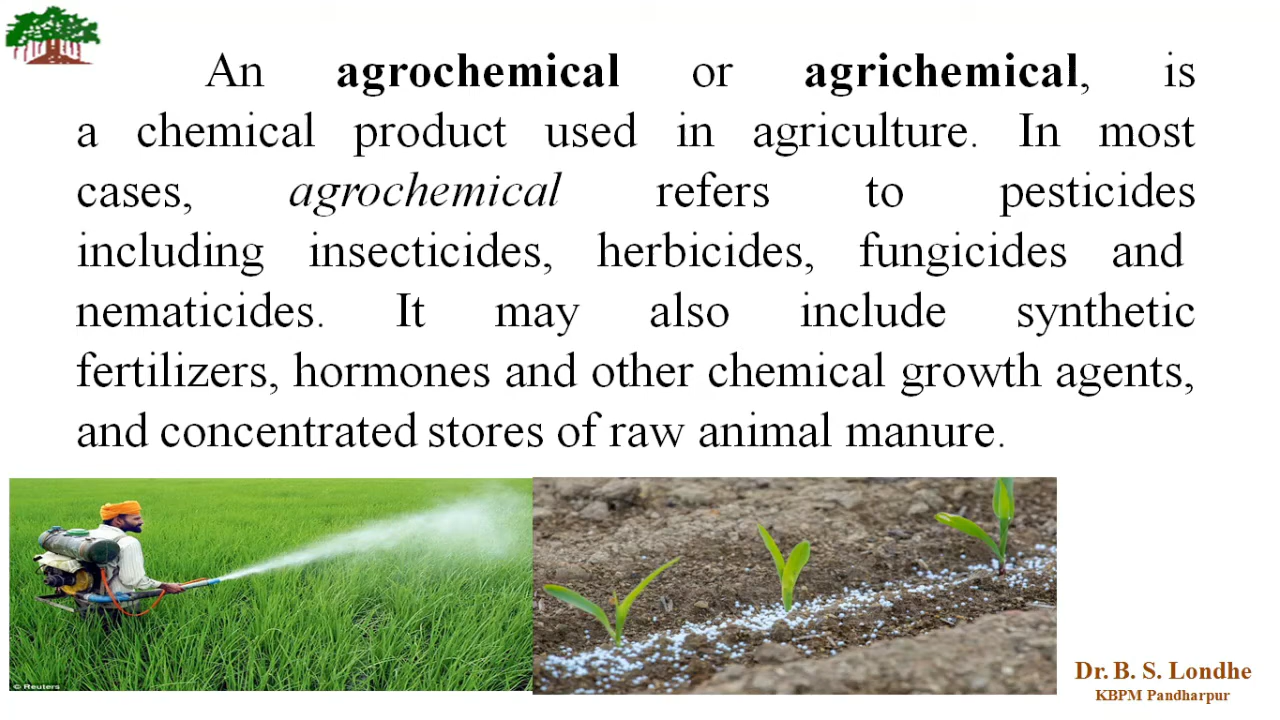 An agrochemical or agrichemical, is
a chemical product used in agriculture. In most
cases, agrochemical refers to pesticides
including insecticides, herbicides, fungicides and
nematicides. It may also include synthetic
fertilizers, hormones and other chemical growth agents,
and concentrated stores of raw animal manure.
© Reuters
Dr. B. S. Londhe
KBPM Pandharpur